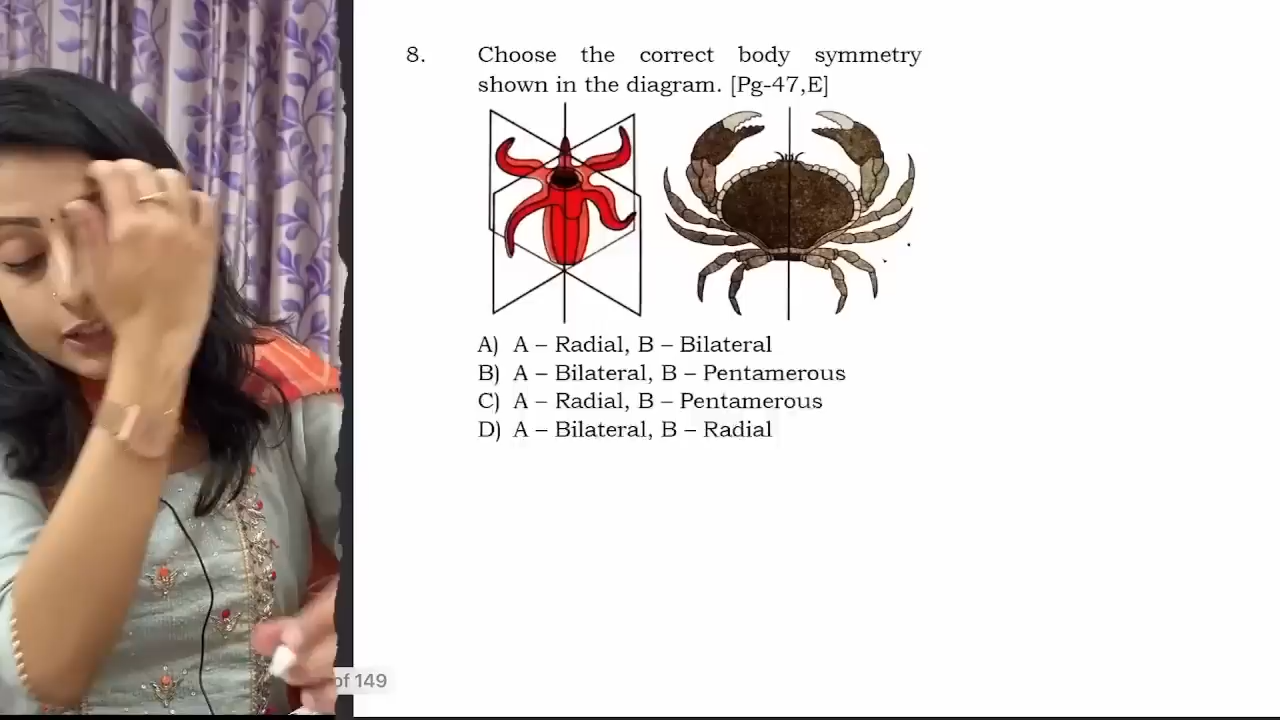 8. Choose the correct body symmetry
shown in the diagram. [Pg-47,E]
A) A – Radial, B – Bilateral
B) A – Bilateral, B – Pentamerous
C) A – Radial, B – Pentamerous
D) A – Bilateral, B – Radial
of 149